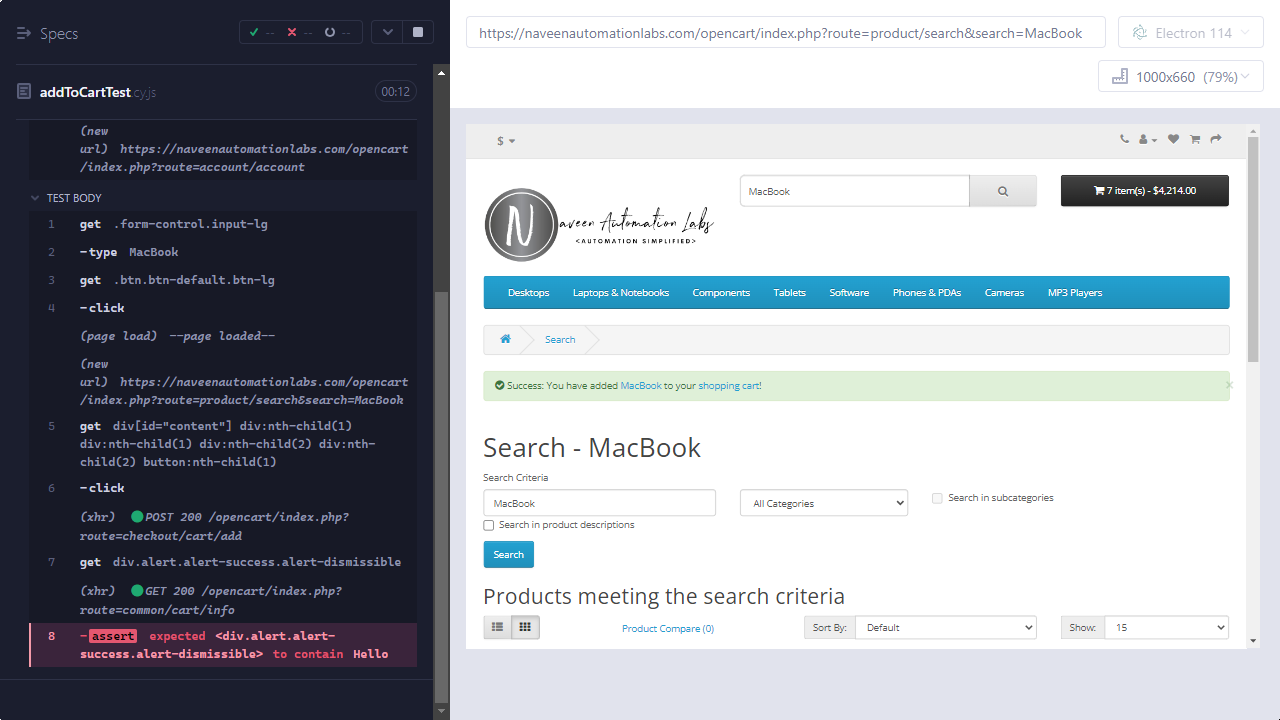 Specs
-- -- --
addToCartTest.cy.js
00:12
(new
url) https://naveenautomationlabs.com/opencart
/index.php?route=account/account
TEST BODY
1 get .form-control.input-lg
2 -type MacBook
3 get .btn.btn-default.btn-lg
4 -click
(page load) --page loaded--
(new
url) https://naveenautomationlabs.com/opencart
/index.php?route=product/search&search=MacBook
5 get div[id="content"] div:nth-child(1)
div:nth-child(1) div:nth-child(2) div:nth-
child(2) button:nth-child(1)
6 -click
(xhr) POST 200 /opencart/index.php?
route=checkout/cart/add
7 get div.alert.alert-success.alert-dismissible
(xhr) GET 200 /opencart/index.php?
route=common/cart/info
8 -assert expected <div.alert.alert-
success.alert-dismissible> to contain Hello
https://naveenautomationlabs.com/opencart/index.php?route=product/search&search=MacBook
Electron 114
1000x660 (79%)
$
N
Naveen Automation Labs
<AUTOMATION SIMPLIFIED>
MacBook
7 item(s) - $4,214.00
Desktops Laptops & Notebooks Components Tablets Software Phones & PDAs Cameras MP3 Players
Search
Success: You have added MacBook to your shopping cart!
×
Search - MacBook
Search Criteria
MacBook
All Categories
Search in subcategories
Search in product descriptions
Search
Products meeting the search criteria
Product Compare (0)
Sort By: Default
Show: 15